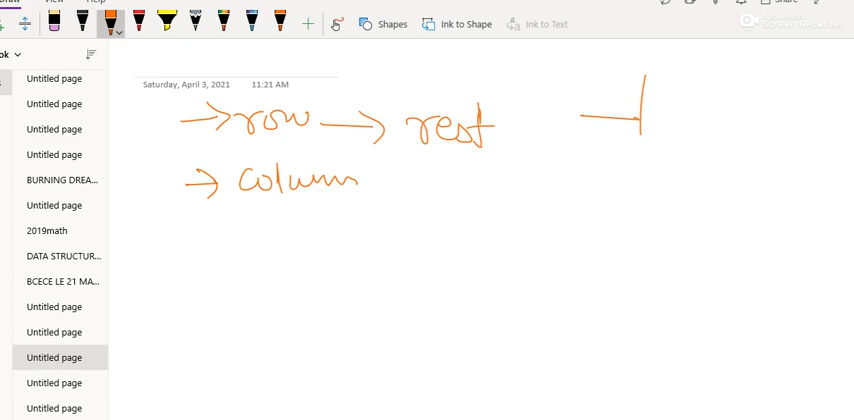 Draw
View
Help
Share
Shapes
Ink to Shape
Ink to Text
Screen Recorder
ok
Untitled page
Untitled page
Untitled page
Untitled page
BURNING DREA...
Untitled page
2019math
DATA STRUCTUR...
BCECE LE 21 MA...
Untitled page
Untitled page
Untitled page
Untitled page
Untitled page
Saturday, April 3, 2021 11:21 AM
→ row → rest
→ column